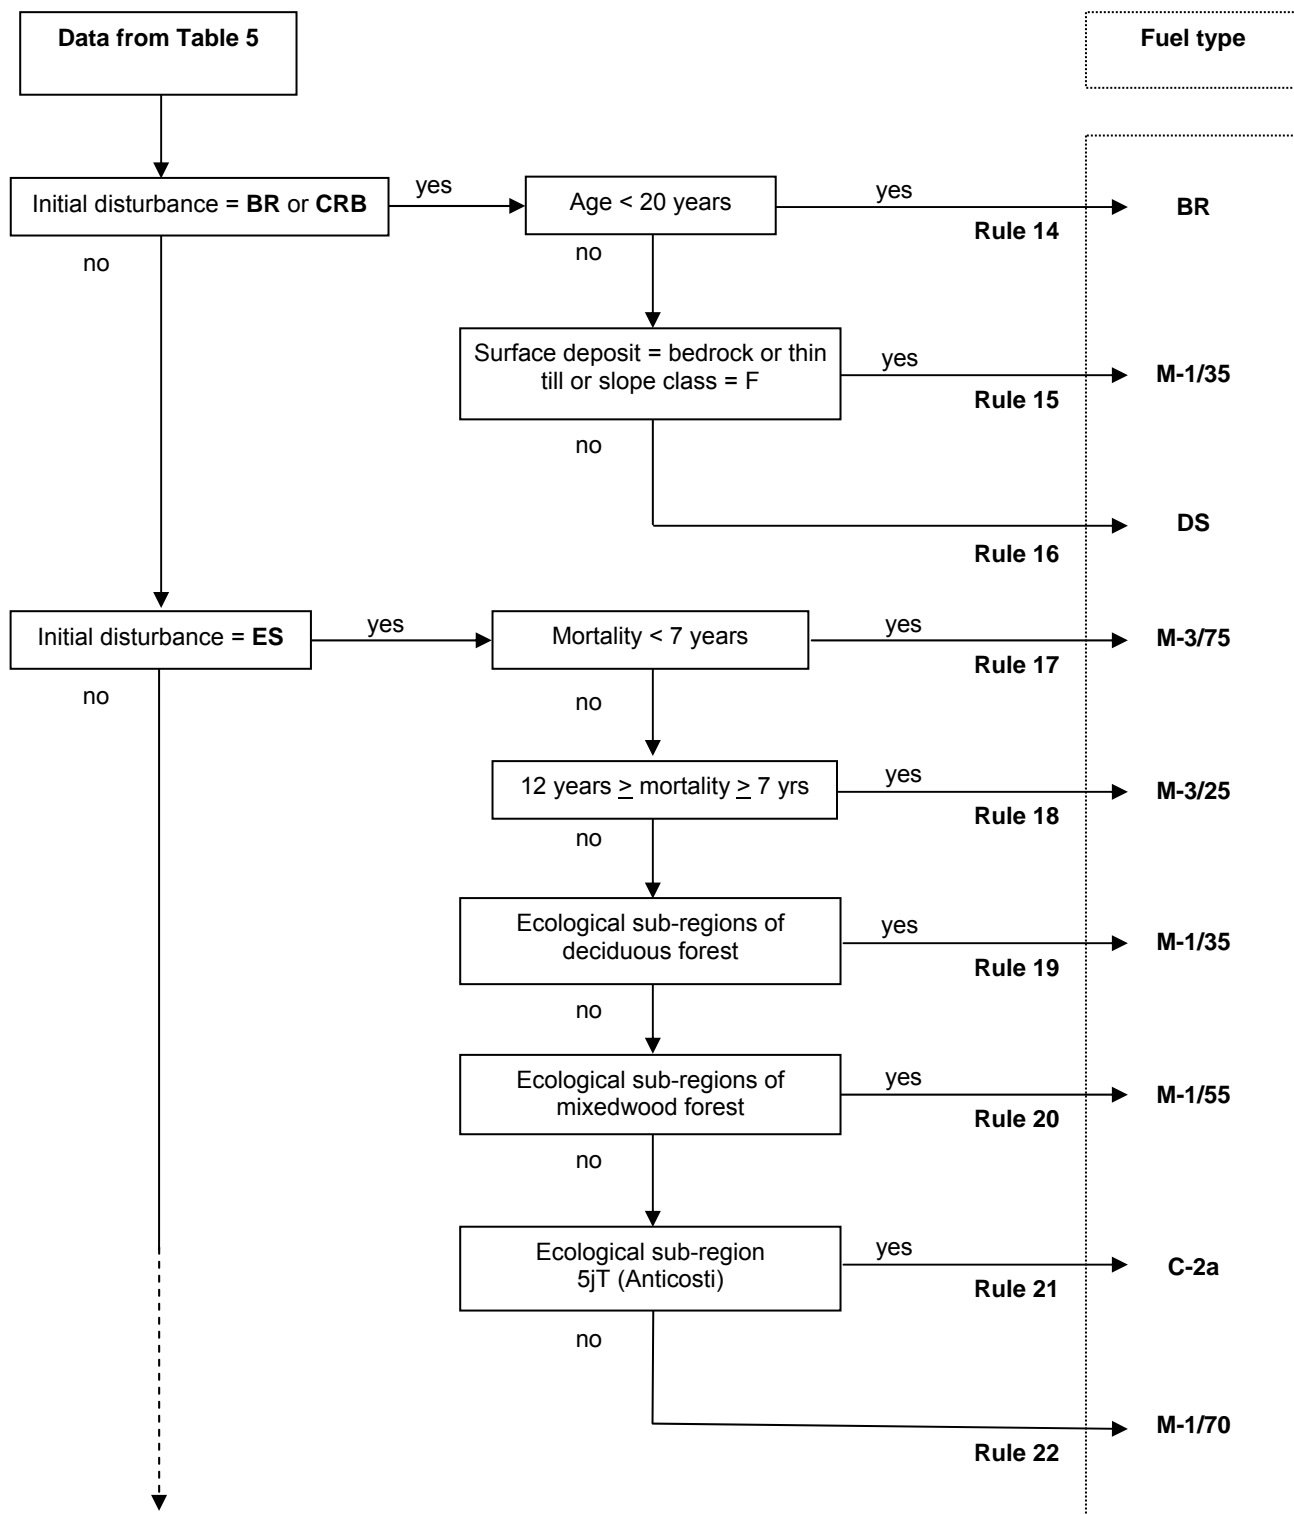 Data from Table 5
Fuel type
Initial disturbance = BR or CRB
yes
Age < 20 years
yes
Rule 14
BR
no
no
Surface deposit = bedrock or thin
till or slope class = F
yes
Rule 15
M-1/35
no
Rule 16
DS
Initial disturbance = ES
yes
Mortality < 7 years
yes
Rule 17
M-3/75
no
no
12 years ≥ mortality ≥ 7 yrs
yes
Rule 18
M-3/25
no
Ecological sub-regions of
deciduous forest
yes
Rule 19
M-1/35
no
Ecological sub-regions of
mixedwood forest
yes
Rule 20
M-1/55
no
Ecological sub-region
5jT (Anticosti)
yes
Rule 21
C-2a
no
Rule 22
M-1/70